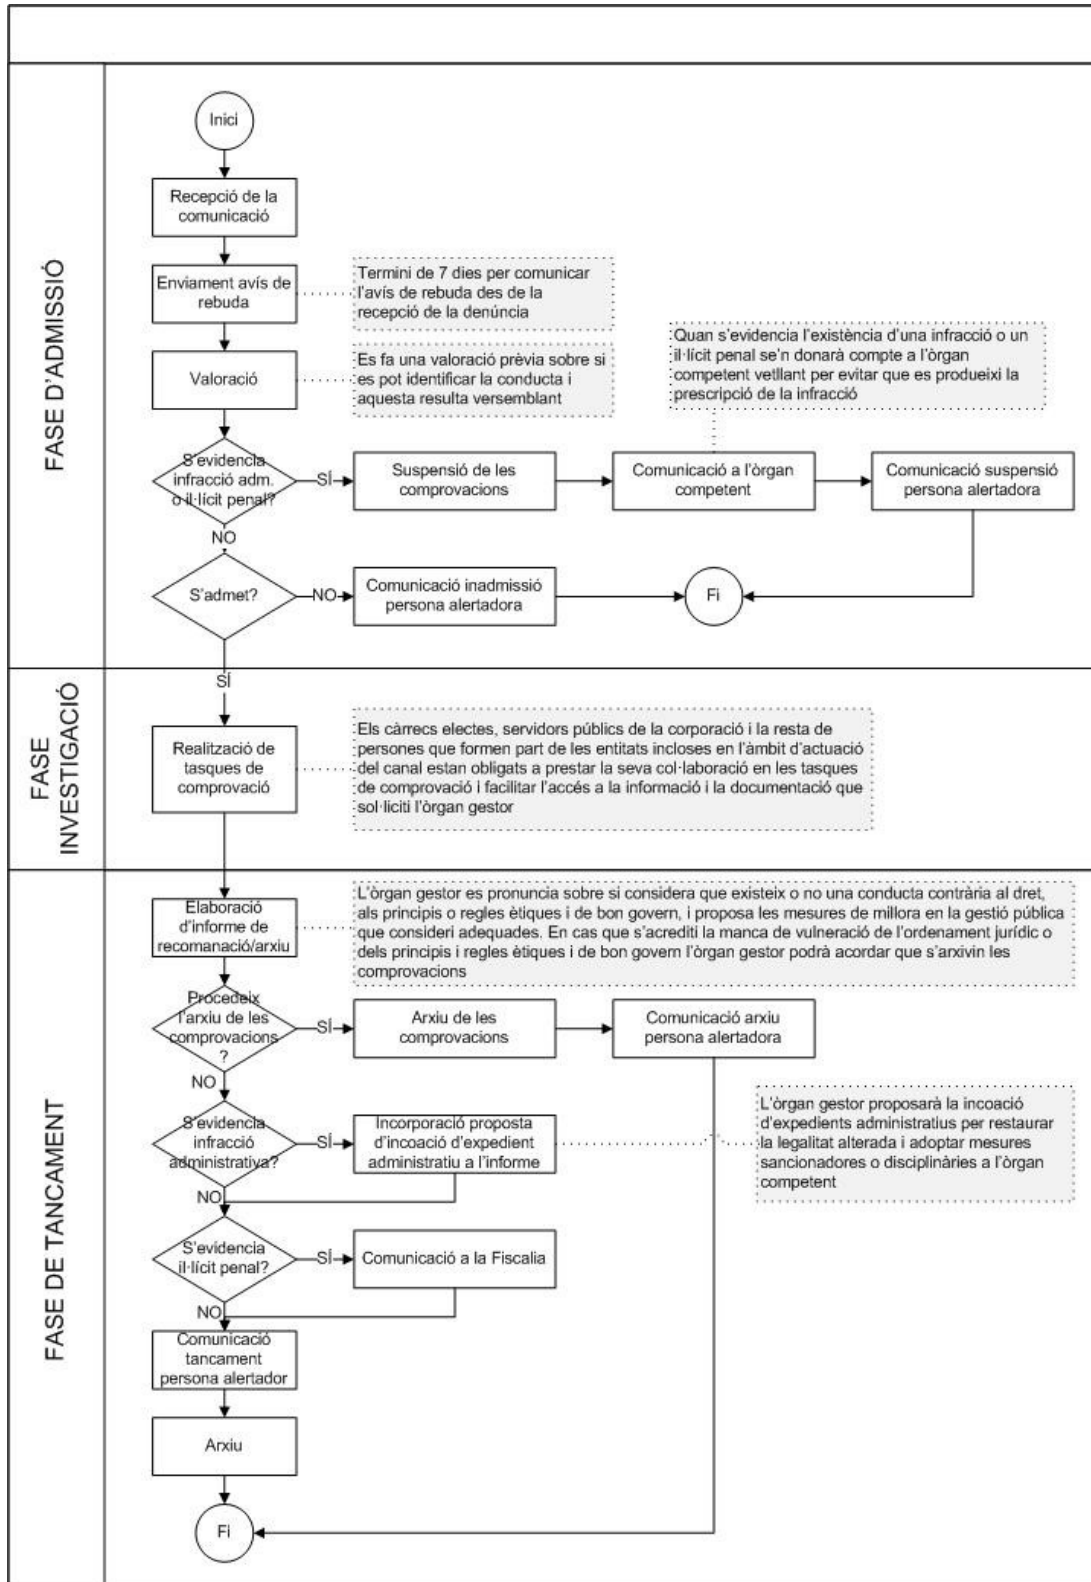 FASE D'ADMISSIÓ
Inici
Recepció de la
comunicació
Enviament avís de
rebuda
Termini de 7 dies per comunicar
l'avís de rebuda des de la
recepció de la denúncia
Valoració
Es fa una valoració prèvia sobre si
es pot identificar la conducta i
aquesta resulta versemblant
Quan s'evidencia l'existència d'una infracció o un
il·lícit penal se'n donarà compte a l'òrgan
competent vetllant per evitar que es produeixi la
prescripció de la infracció
S'evidencia
infracció adm.
o il·lícit penal?
SÍ
Suspensió de les
comprovacions
Comunicació a l'òrgan
competent
Comunicació suspensió
persona alertadora
NO
S'admet?
NO
Comunicació inadmissió
persona alertadora
Fi
SÍ
FASE
INVESTIGACIÓ
Realització de
tasques de
comprovació
Els càrrecs electes, servidors públics de la corporació i la resta de
persones que formen part de les entitats incloses en l'àmbit d'actuació
del canal estan obligats a prestar la seva col·laboració en les tasques
de comprovació i facilitar l'accés a la informació i la documentació que
sol·liciti l'òrgan gestor
FASE DE TANCAMENT
Elaboració
d'informe de
recomanació/arxiu
L'òrgan gestor es pronuncia sobre si considera que existeix o no una conducta contrària al dret,
als principis o regles ètiques i de bon govern, i proposa les mesures de millora en la gestió pública
que consideri adequades. En cas que s'acrediti la manca de vulneració de l'ordenament jurídic o
dels principis i regles ètiques i de bon govern l'òrgan gestor podrà acordar que s'arxivin les
comprovacions
Procedeix
l'arxiu de les
comprovacions
?
SÍ
Arxiu de les
comprovacions
Comunicació arxiu
persona alertadora
NO
S'evidencia
infracció
administrativa?
SÍ
Incorporació proposta
d'incoació d'expedient
administratiu a l'informe
L'òrgan gestor proposarà la incoació
d'expedients administratius per restaurar
la legalitat alterada i adoptar mesures
sancionadores o disciplinàries a l'òrgan
competent
NO
S'evidencia
il·lícit penal?
SÍ
Comunicació a la Fiscalia
NO
Comunicació
tancament
persona alertador
Arxiu
Fi